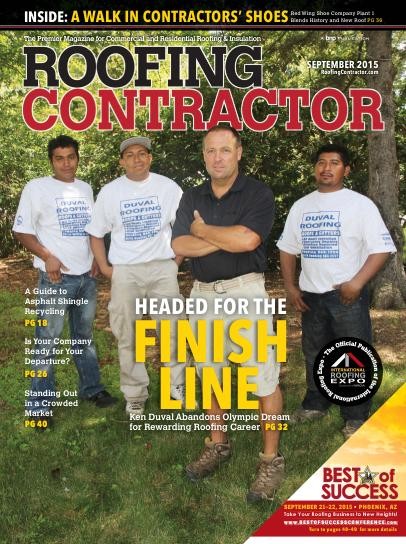 INSIDE: A WALK IN CONTRACTORS' SHOES Red Wing Shoe Company Plant 1
Blends History and New Roof PG 36
The Premier Magazine for Commercial and Residential Roofing & Insulation
A bnp PUBLICATION
ROOFING
CONTRACTOR
SEPTEMBER 2015
RoofingContractor.com
DUVAL
ROOFING
DUVAL
ROOFING
DUVAL
ROOFING
A Guide to
Asphalt Shingle
Recycling
PG 18
Is Your Company
Ready for Your
Departure?
PG 26
Standing Out
in a Crowded
Market
PG 40
HEADED FOR THE
FINISH
LINE
Ken Duval Abandons Olympic Dream
for Rewarding Roofing Career PG 32
The Official Publication of the International Roofing Expo
INTERNATIONAL
ROOFING
EXPO
BEST of
SUCCESS
SEPTEMBER 21-22, 2015 • PHOENIX, AZ
Take Your Roofing Business to New Heights!
www.BESTOFSUCCESSCONFERENCE.com
Turn to pages 48-49 for more details